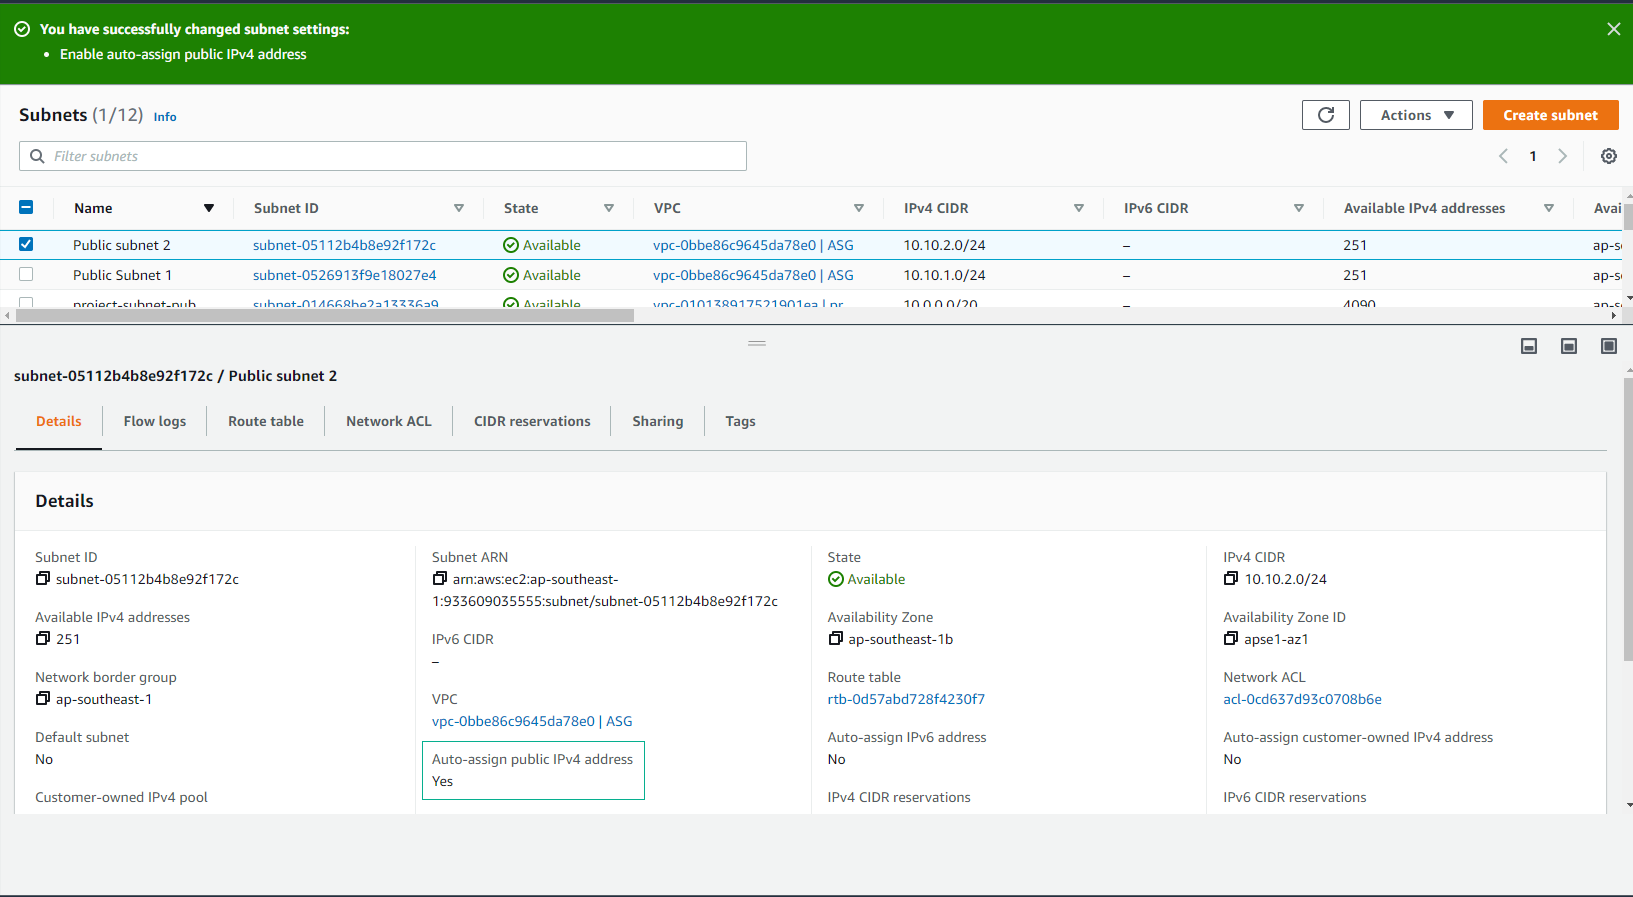 You have successfully changed subnet settings:
• Enable auto-assign public IPv4 address
Subnets (1/12) Info
Actions
Create subnet
Filter subnets
1
Name Subnet ID State VPC IPv4 CIDR IPv6 CIDR Available IPv4 addresses Avai
Public subnet 2 subnet-05112b4b8e92f172c Available vpc-0bbe86c9645da78e0 | ASG 10.10.2.0/24 – 251 ap-s
Public Subnet 1 subnet-0526913f9e18027e4 Available vpc-0bbe86c9645da78e0 | ASG 10.10.1.0/24 – 251 ap-s
project-subnet-pub subnet-014668be2a13336a9 Available vpc-010138917521901ea | pr 10.0.0.0/20 – 4090 ap-s
subnet-05112b4b8e92f172c / Public subnet 2
Details Flow logs Route table Network ACL CIDR reservations Sharing Tags
Details
Subnet ID
subnet-05112b4b8e92f172c
Available IPv4 addresses
251
Network border group
ap-southeast-1
Default subnet
No
Customer-owned IPv4 pool
Subnet ARN
arn:aws:ec2:ap-southeast-
1:933609035555:subnet/subnet-05112b4b8e92f172c
IPv6 CIDR
–
VPC
vpc-0bbe86c9645da78e0 | ASG
Auto-assign public IPv4 address
Yes
State
Available
Availability Zone
ap-southeast-1b
Route table
rtb-0d57abd728f4230f7
Auto-assign IPv6 address
No
IPv4 CIDR reservations
IPv4 CIDR
10.10.2.0/24
Availability Zone ID
apse1-az1
Network ACL
acl-0cd637d93c0708b6e
Auto-assign customer-owned IPv4 address
No
IPv6 CIDR reservations